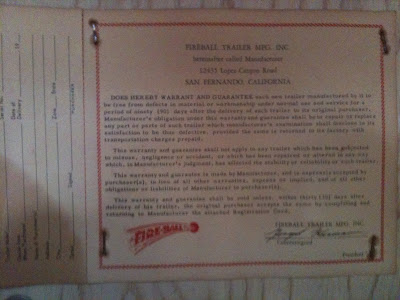 FIREBALL TRAILER MFG. INC.
hereinafter called Manufacturer
12453 Lopez Canyon Road
SAN FERNANDO, CALIFORNIA
DOES HEREBY WARRANT AND GUARANTEE each new trailer manufactured by it to
be free from defects in material or workmanship under normal use and service for a
period of ninety (90) days after the delivery of such trailer to the original purchaser,
Manufacturer's obligation under this warranty and guarantee shall be to repair or replace
any part or parts of such trailer which manufacturer's examination shall disclose to its
satisfaction to be thus defective, provided the same is returned to its factory with
transportation charges prepaid.
This warranty and guarantee shall not apply to any trailer which has been subjected
to misuse, negligence or accident, or which has been repaired or altered in any way
which, in Manufacturer's judgment, has affected the stability or reliability of such trailer.
This warranty and guarantee is made by Manufacturer, and is expressly accepted by
purchaser(s), in lieu of all other warranties, express or implied, and of all other
obligations or liabilities of Manufacturer to purchaser(s).
This warranty and guarantee shall be void unless, within thirty (30) days after
delivery of the trailer, the original purchaser accepts the same by completing and
returning to Manufacturer the attached Registration Card.
FIREBALL TRAILER MFG. INC.
FIRE-BALL
Countersigned
President
Serial No.